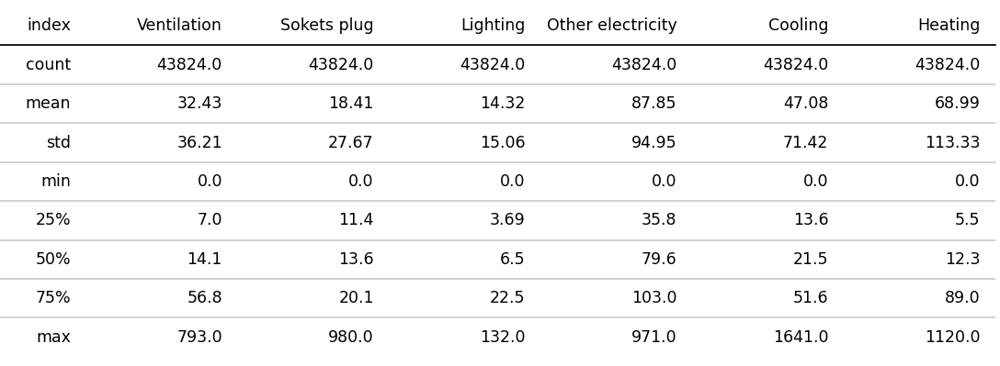 index Ventilation Sokets plug Lighting Other electricity Cooling Heating
count 43824.0 43824.0 43824.0 43824.0 43824.0 43824.0
mean 32.43 18.41 14.32 87.85 47.08 68.99
std 36.21 27.67 15.06 94.95 71.42 113.33
min 0.0 0.0 0.0 0.0 0.0 0.0
25% 7.0 11.4 3.69 35.8 13.6 5.5
50% 14.1 13.6 6.5 79.6 21.5 12.3
75% 56.8 20.1 22.5 103.0 51.6 89.0
max 793.0 980.0 132.0 971.0 1641.0 1120.0